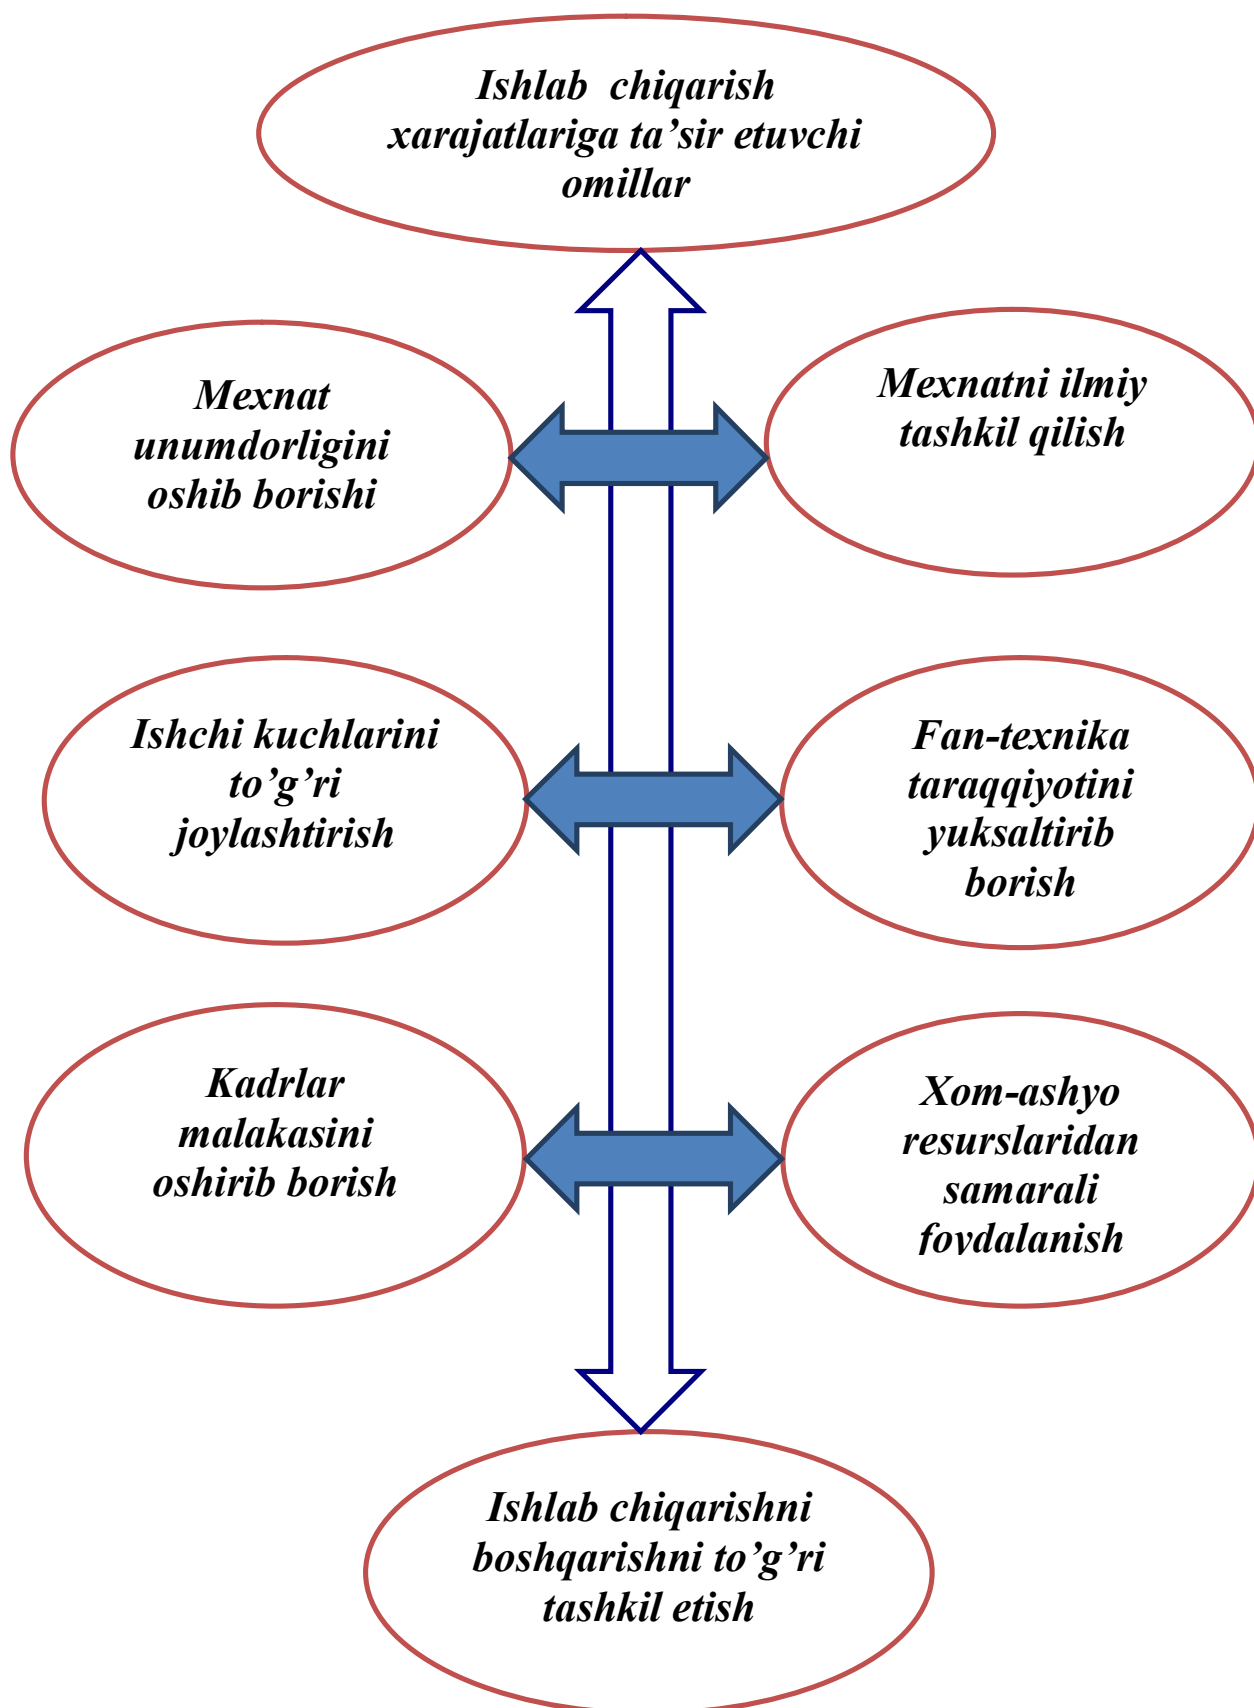 Ishlab chiqarish
xarajatlariga ta’sir etuvchi
omillar
Mexnat
unumdorligini
oshib borishi
Mexnatni ilmiy
tashkil qilish
Ishchi kuchlarini
to’g’ri
joylashtirish
Fan-texnika
taraqqiyotini
yuksaltirib
borish
Kadrlar
malakasini
oshirib borish
Xom-ashyo
resurslaridan
samarali
foydalanish
Ishlab chiqarishni
boshqarishni to’g’ri
tashkil etish